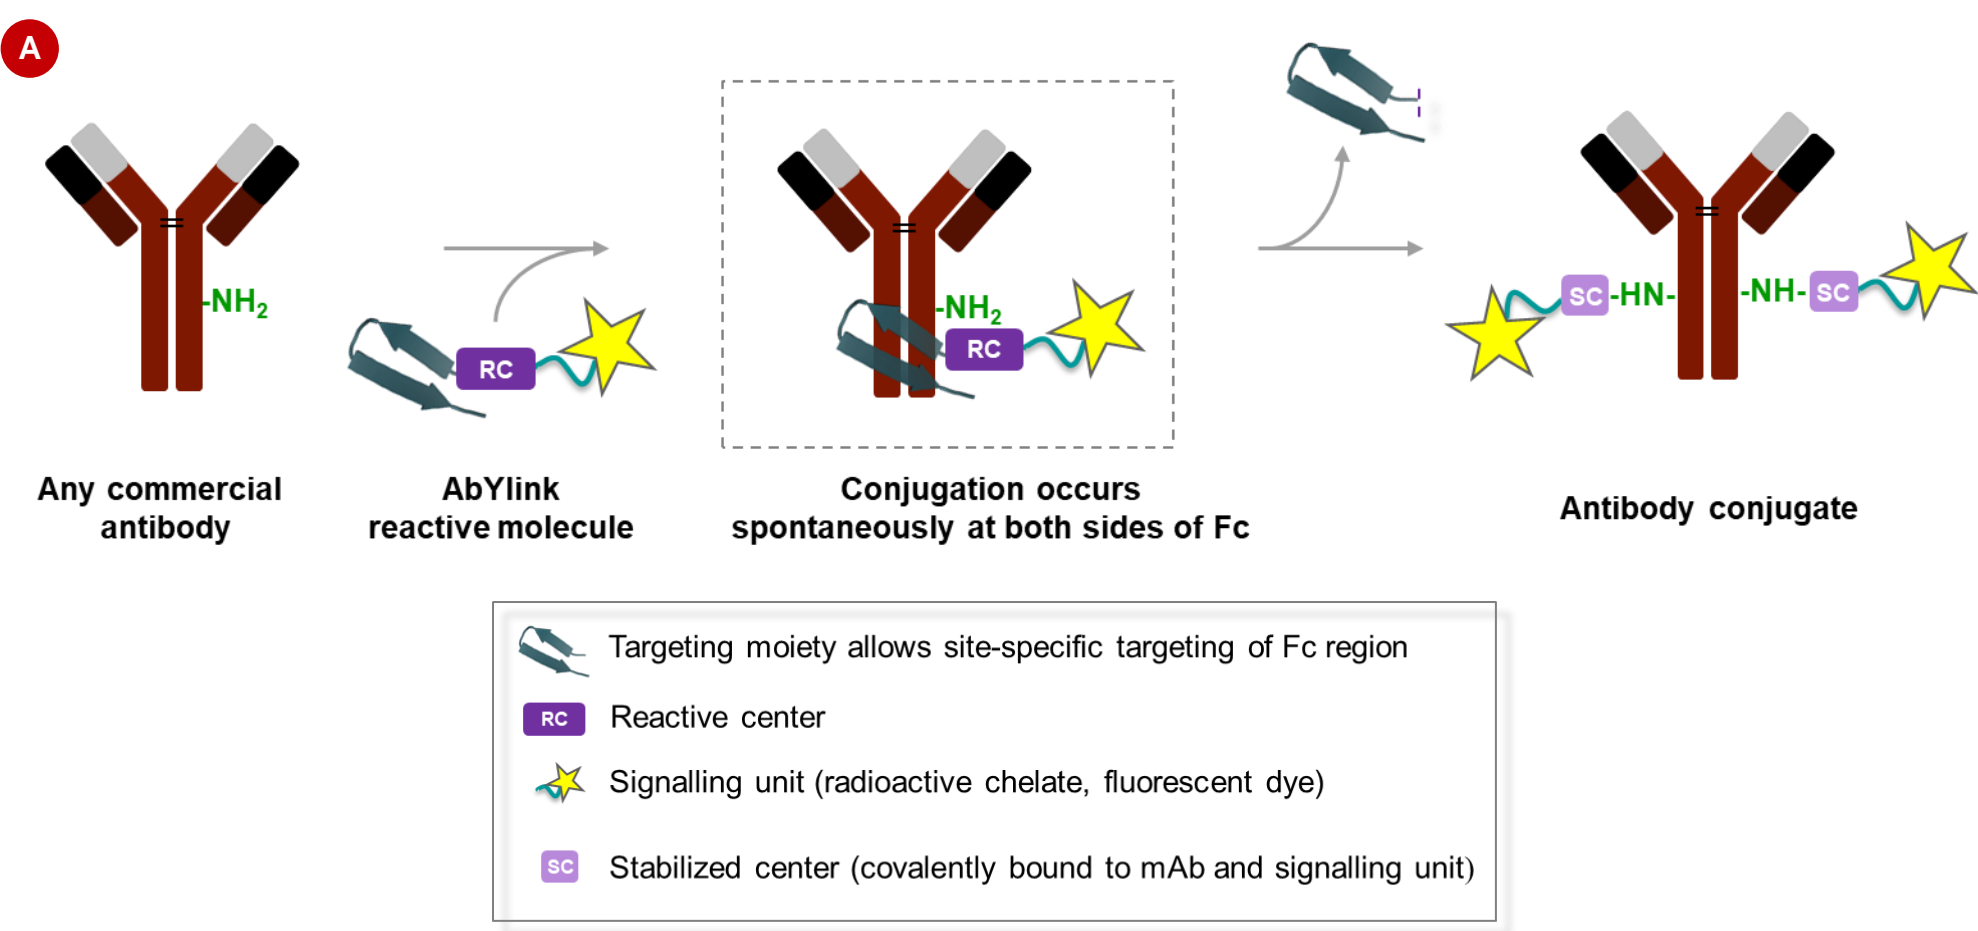 A
-NH2
RC
-NH2
RC
SC-HN-
-NH-SC
Any commercial
antibody
AbYlink
reactive molecule
Conjugation occurs
spontaneously at both sides of Fc
Antibody conjugate
Targeting moiety allows site-specific targeting of Fc region
RC Reactive center
Signalling unit (radioactive chelate, fluorescent dye)
SC Stabilized center (covalently bound to mAb and signalling unit)